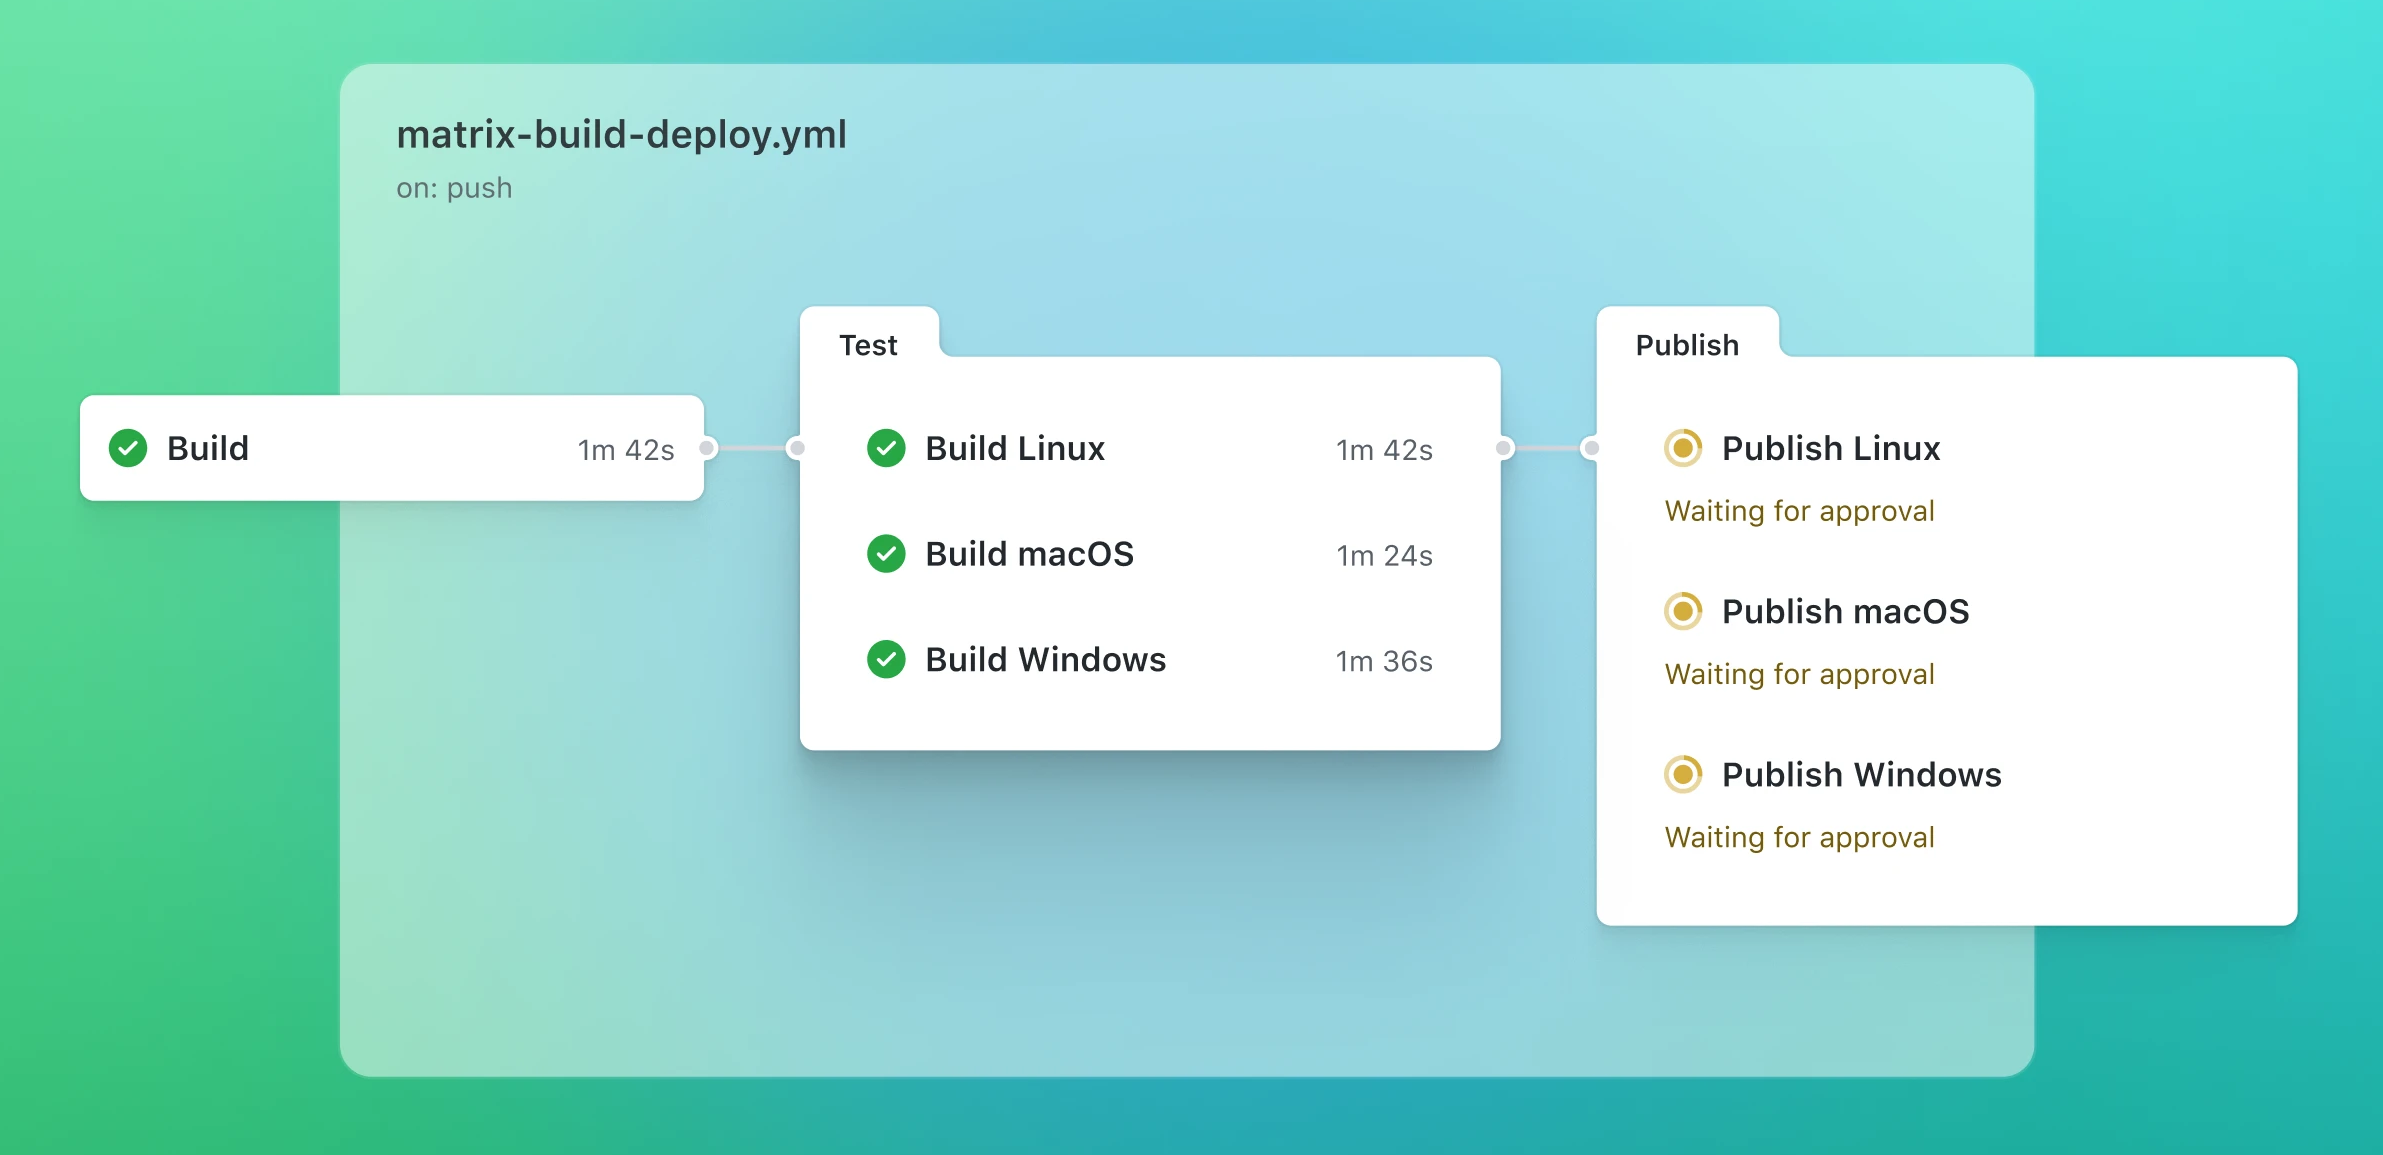 matrix-build-deploy.yml
on: push
Build 1m 42s
Test
Build Linux 1m 42s
Build macOS 1m 24s
Build Windows 1m 36s
Publish
Publish Linux
Waiting for approval
Publish macOS
Waiting for approval
Publish Windows
Waiting for approval